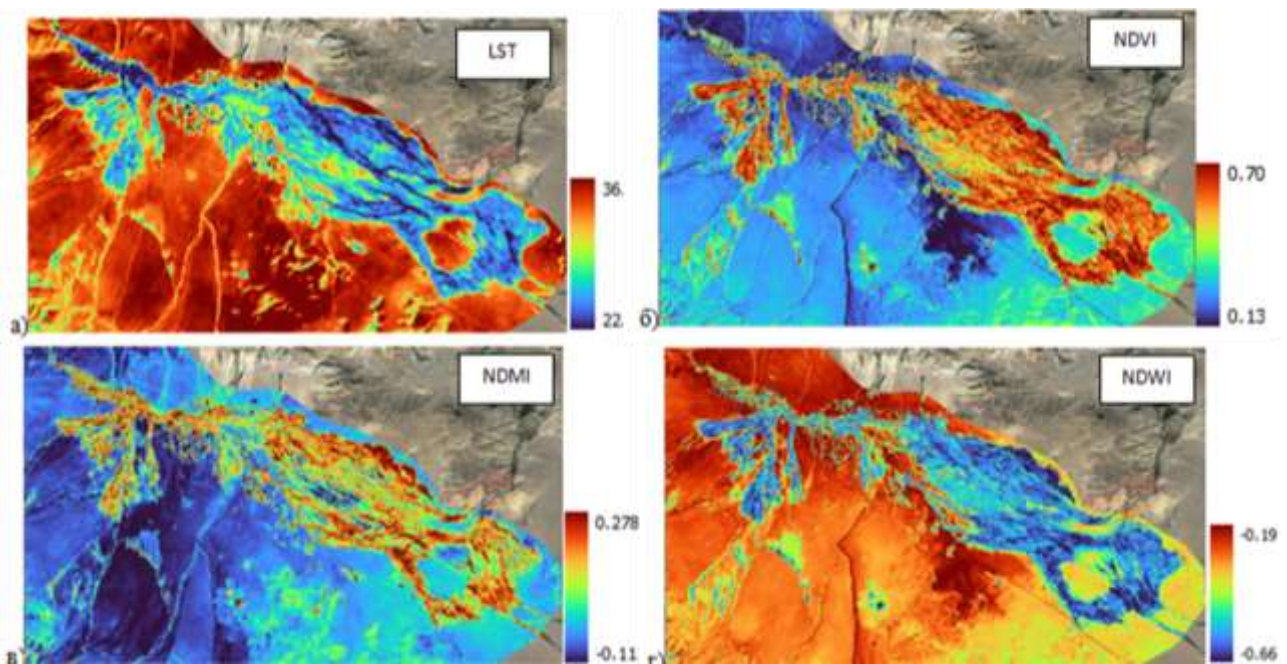 LST
36.
22.
а)
NDVI
0.70
0.13
б)
NDMI
0.278
-0.11
в)
NDWI
-0.19
-0.66
г)